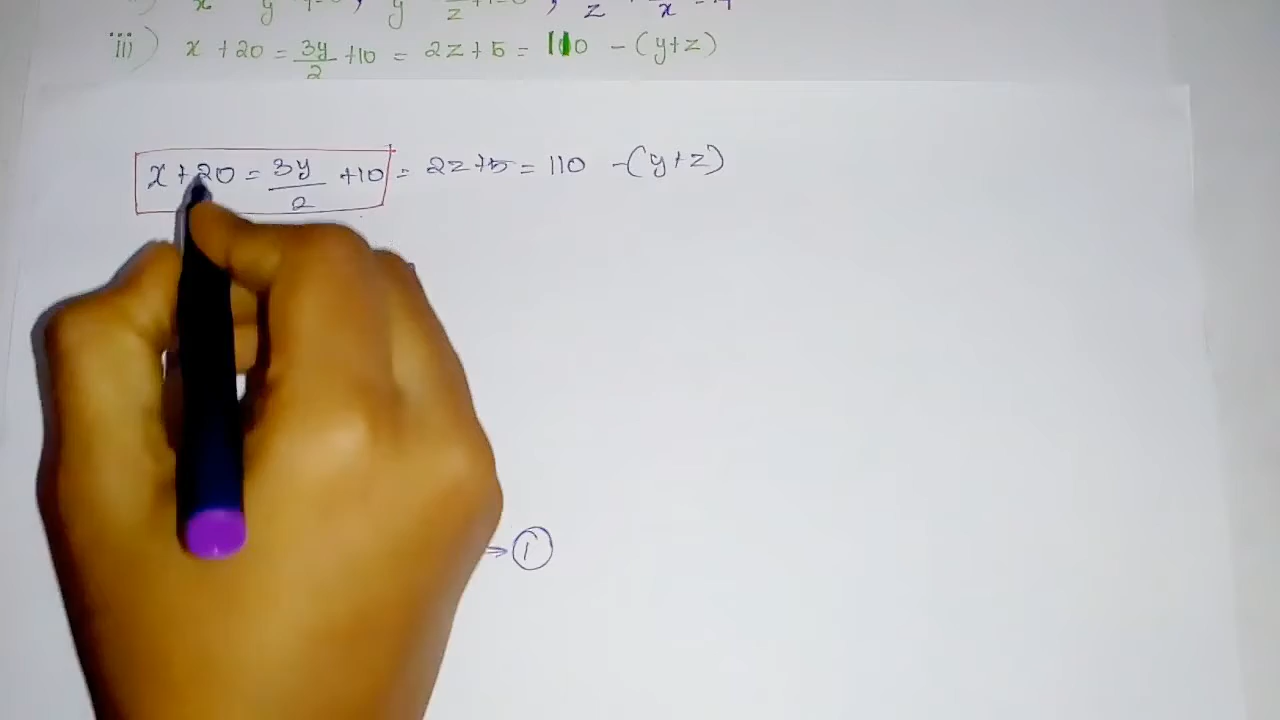 iii) x + 20 = 3y/2 + 10 = 2z + 5 = 110 - (y+z)
x + 20 = 3y/2 + 10 = 2z + 5 = 110 - (y+z)
→ 1